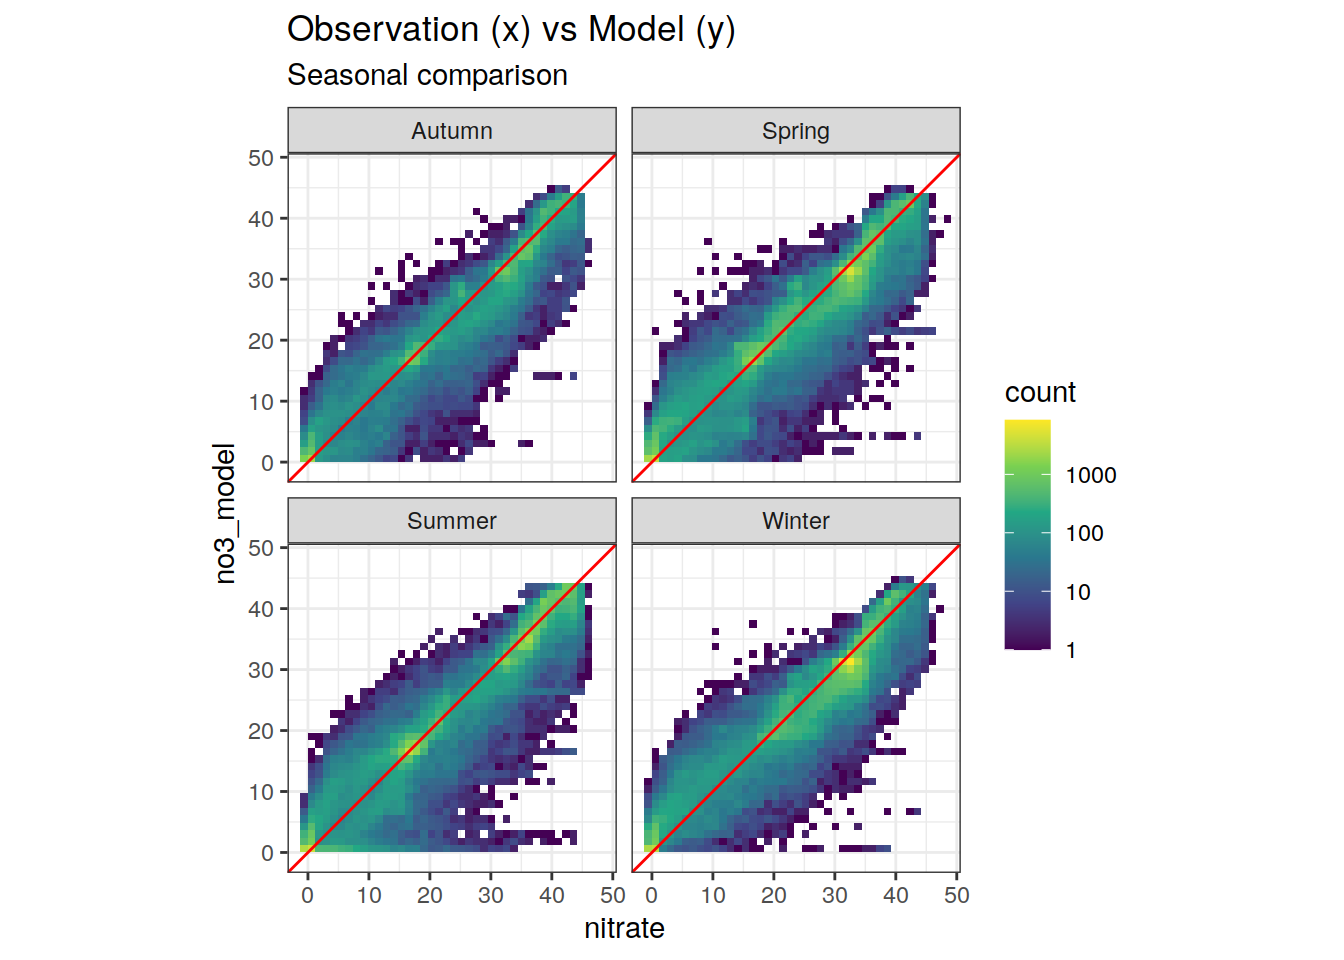 Observation (x) vs Model (y)
Seasonal comparison
Autumn
Spring
50
40
30
20
10
0
Summer
Winter
50
40
30
20
10
0
0 10 20 30 40 50
0 10 20 30 40 50
nitrate
no3_model
count
1000
100
10
1